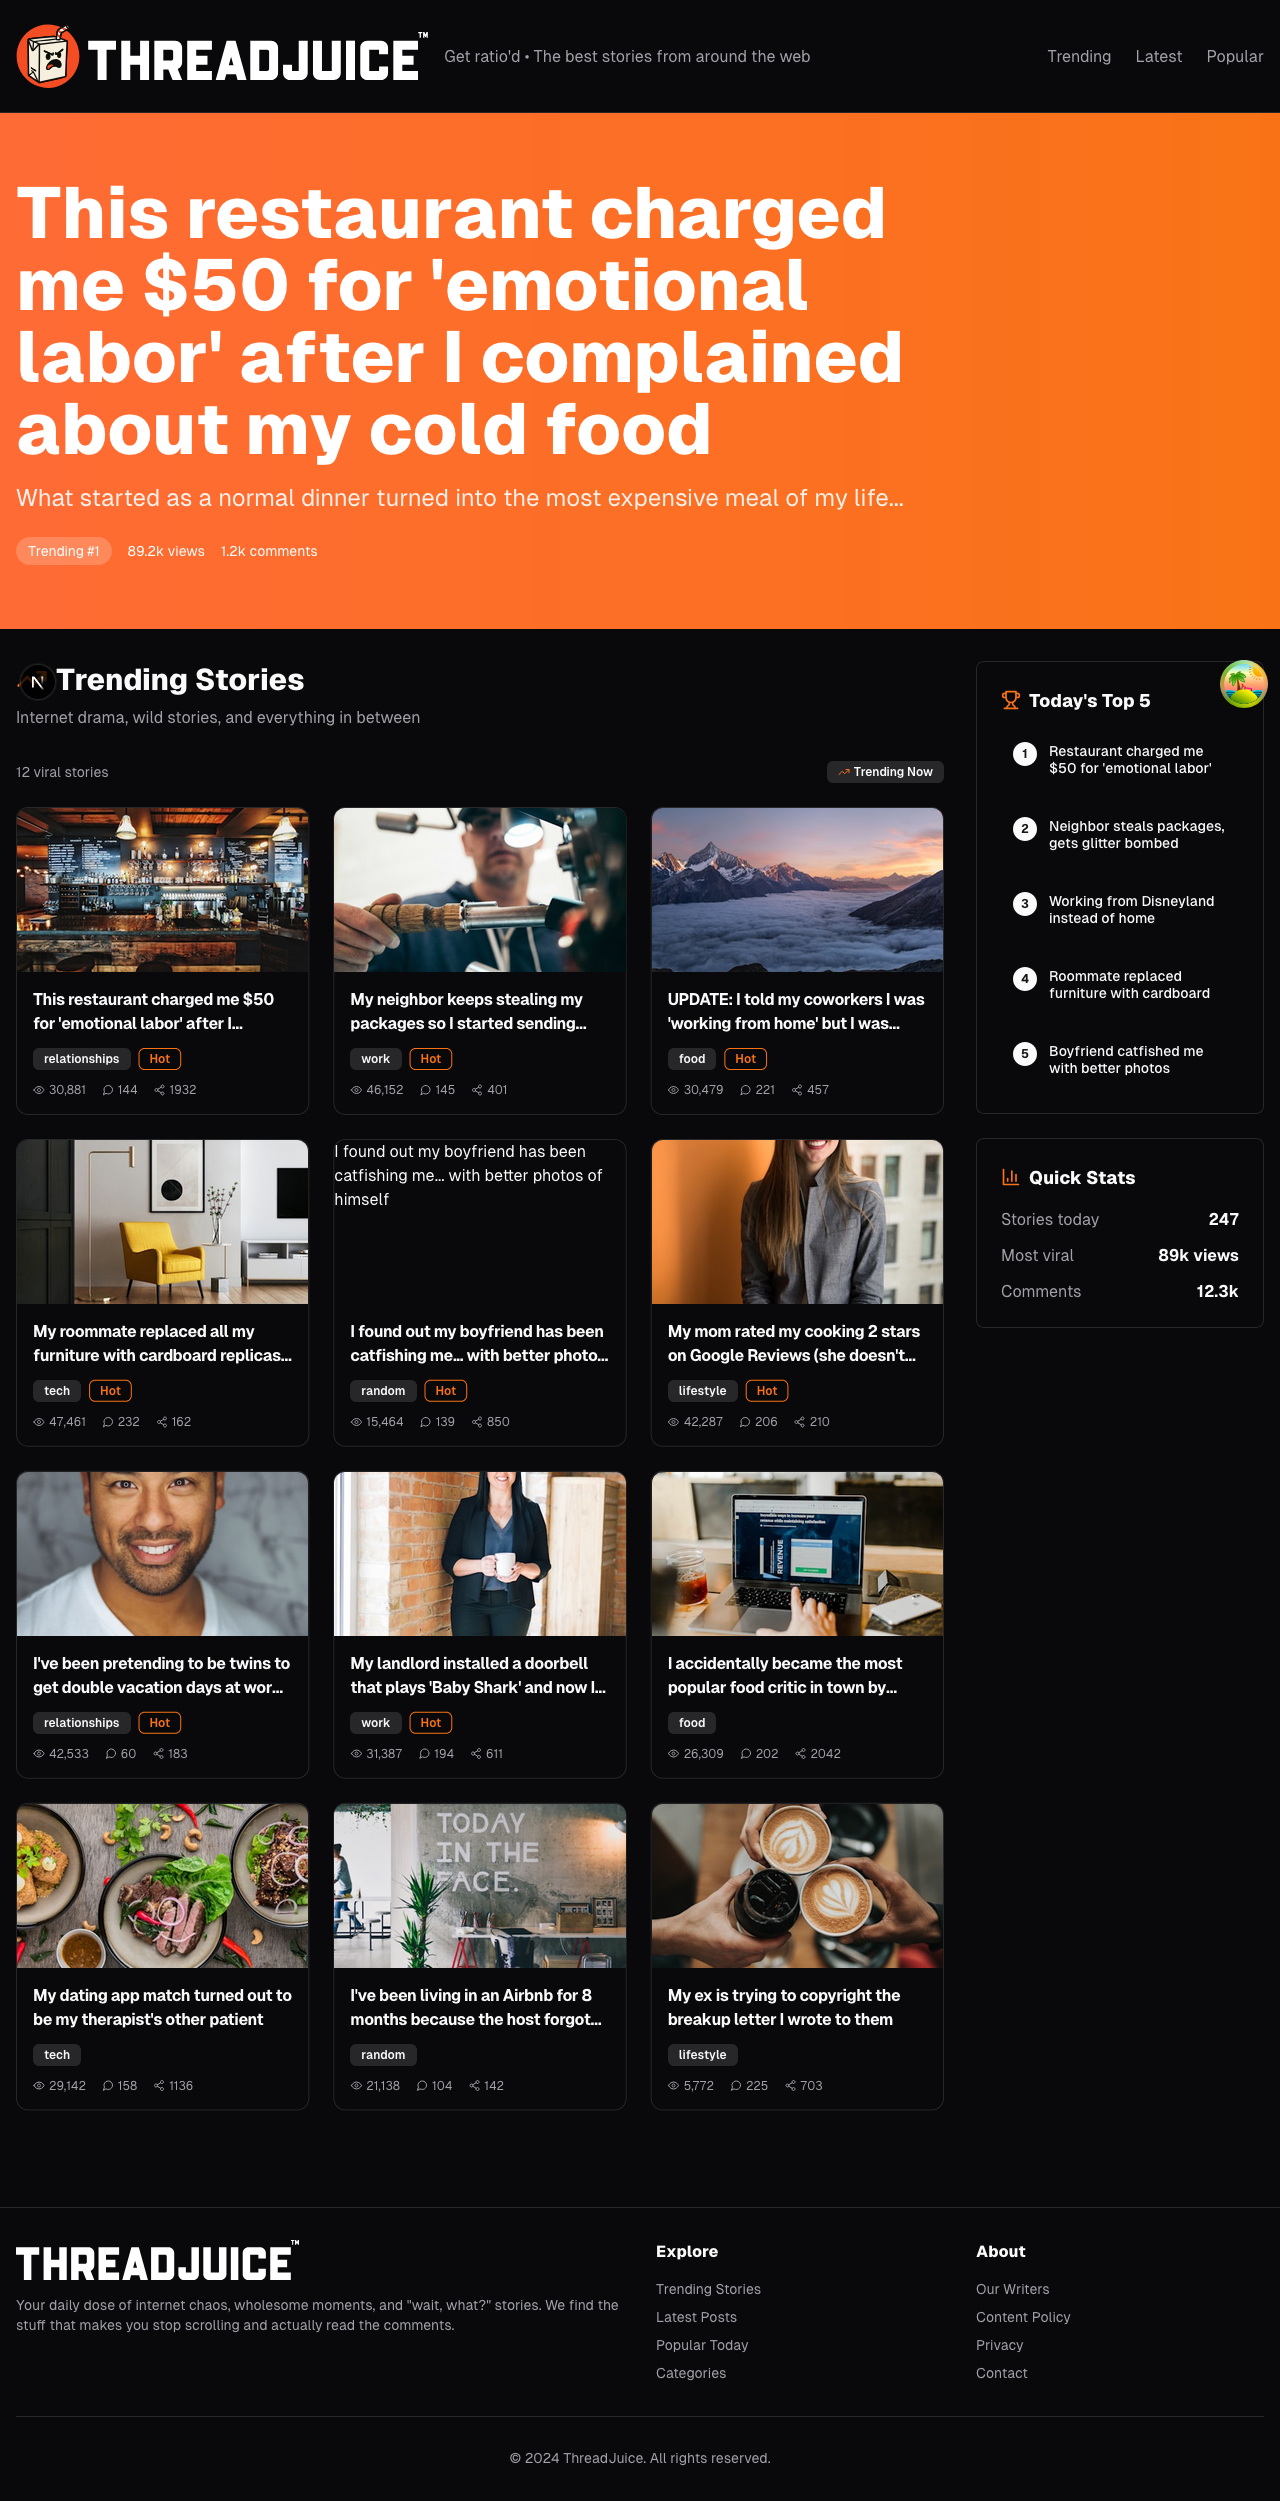 THREADJUICE™
Get ratio'd • The best stories from around the web
Trending
Latest
Popular
This restaurant charged
me $50 for 'emotional
labor' after I complained
about my cold food
What started as a normal dinner turned into the most expensive meal of my life...
Trending #1
89.2k views
1.2k comments
N
Trending Stories
Internet drama, wild stories, and everything in between
12 viral stories
Trending Now
This restaurant charged me $50
for 'emotional labor' after I...
relationships
Hot
30,881
144
1932
My neighbor keeps stealing my
packages so I started sending...
work
Hot
46,152
145
401
UPDATE: I told my coworkers I was
'working from home' but I was...
food
Hot
30,479
221
457
My roommate replaced all my
furniture with cardboard replicas...
tech
Hot
47,461
232
162
I found out my boyfriend has been
catfishing me... with better photos of
himself
I found out my boyfriend has been
catfishing me... with better photo...
random
Hot
15,464
139
850
My mom rated my cooking 2 stars
on Google Reviews (she doesn't...
lifestyle
Hot
42,287
206
210
I've been pretending to be twins to
get double vacation days at wor...
relationships
Hot
42,533
60
183
My landlord installed a doorbell
that plays 'Baby Shark' and now I...
work
Hot
31,387
194
611
Incredible ways to increase your
revenue while maintaining satisfaction
REVENUE
I accidentally became the most
popular food critic in town by...
food
26,309
202
2042
My dating app match turned out to
be my therapist's other patient
tech
29,142
158
1136
TODAY
IN THE
FACE.
I've been living in an Airbnb for 8
months because the host forgot...
random
21,138
104
142
My ex is trying to copyright the
breakup letter I wrote to them
lifestyle
5,772
225
703
Today's Top 5
1
Restaurant charged me
$50 for 'emotional labor'
2
Neighbor steals packages,
gets glitter bombed
3
Working from Disneyland
instead of home
4
Roommate replaced
furniture with cardboard
5
Boyfriend catfished me
with better photos
Quick Stats
Stories today
247
Most viral
89k views
Comments
12.3k
THREADJUICE™
Your daily dose of internet chaos, wholesome moments, and "wait, what?" stories. We find the
stuff that makes you stop scrolling and actually read the comments.
Explore
Trending Stories
Latest Posts
Popular Today
Categories
About
Our Writers
Content Policy
Privacy
Contact
© 2024 ThreadJuice. All rights reserved.